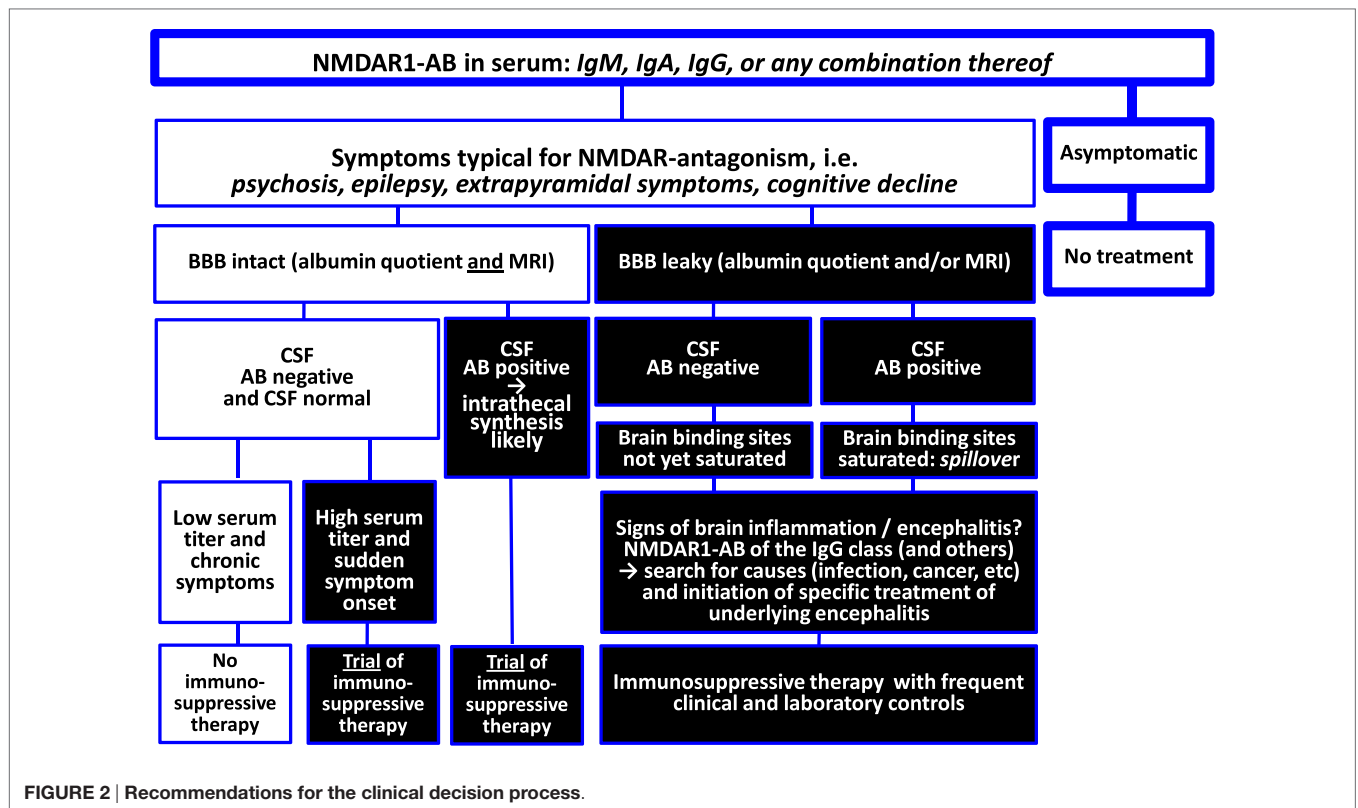 NMDAR1-AB in serum: IgM, IgA, IgG, or any combination thereof
Symptoms typical for NMDAR-antagonism, i.e.
psychosis, epilepsy, extrapyramidal symptoms, cognitive decline
Asymptomatic
No treatment
BBB intact (albumin quotient and MRI)
BBB leaky (albumin quotient and/or MRI)
CSF
AB negative
and CSF normal
CSF
AB positive
→
intrathecal
synthesis
likely
CSF
AB negative
CSF
AB positive
Brain binding sites
not yet saturated
Brain binding sites
saturated: spillover
Low serum
titer and
chronic
symptoms
High serum
titer and
sudden
symptom
onset
Signs of brain inflammation / encephalitis?
NMDAR1-AB of the IgG class (and others)
→ search for causes (infection, cancer, etc)
and initiation of specific treatment of
underlying encephalitis
No
immuno-
suppressive
therapy
Trial of
immuno-
suppressive
therapy
Trial of
immuno-
suppressive
therapy
Immunosuppressive therapy with frequent
clinical and laboratory controls
FIGURE 2 | Recommendations for the clinical decision process.